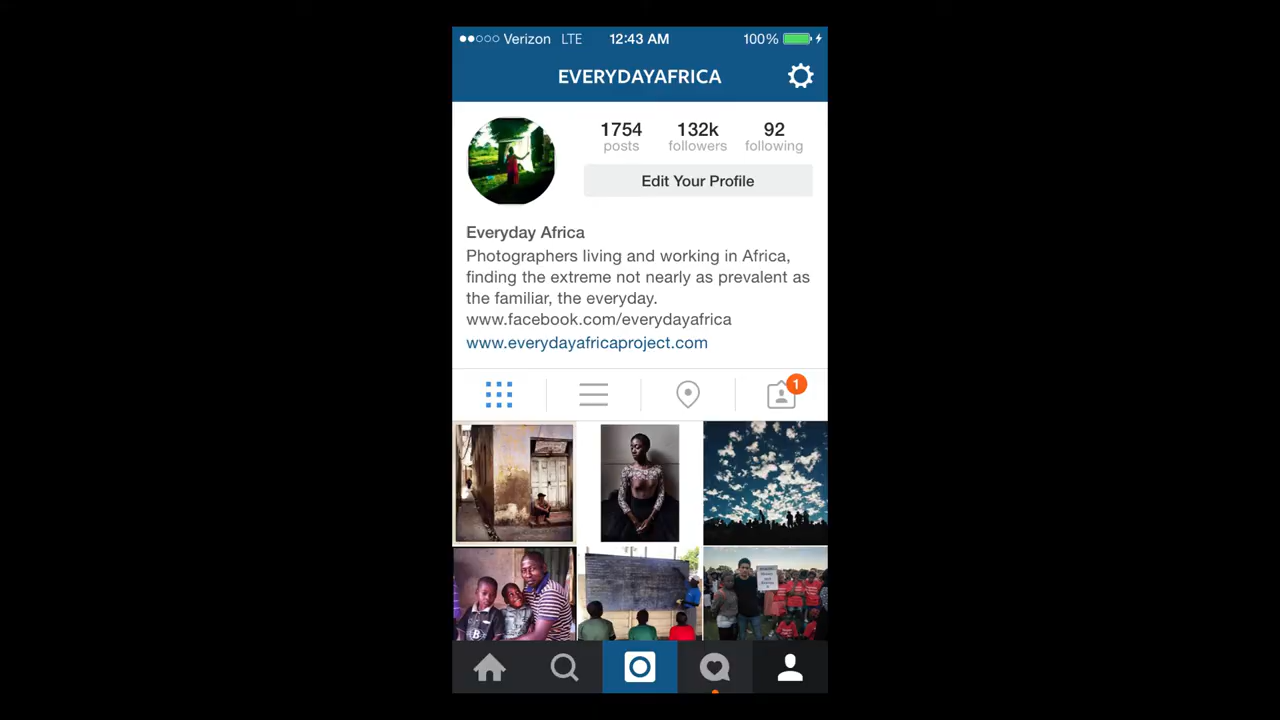 Verizon LTE 12:43 AM 100%
EVERYDAYAFRICA
1754 132k 92
posts followers following
Edit Your Profile
Everyday Africa
Photographers living and working in Africa,
finding the extreme not nearly as prevalent as
the familiar, the everyday.
www.facebook.com/everydayafrica
www.everydayafricaproject.com
1